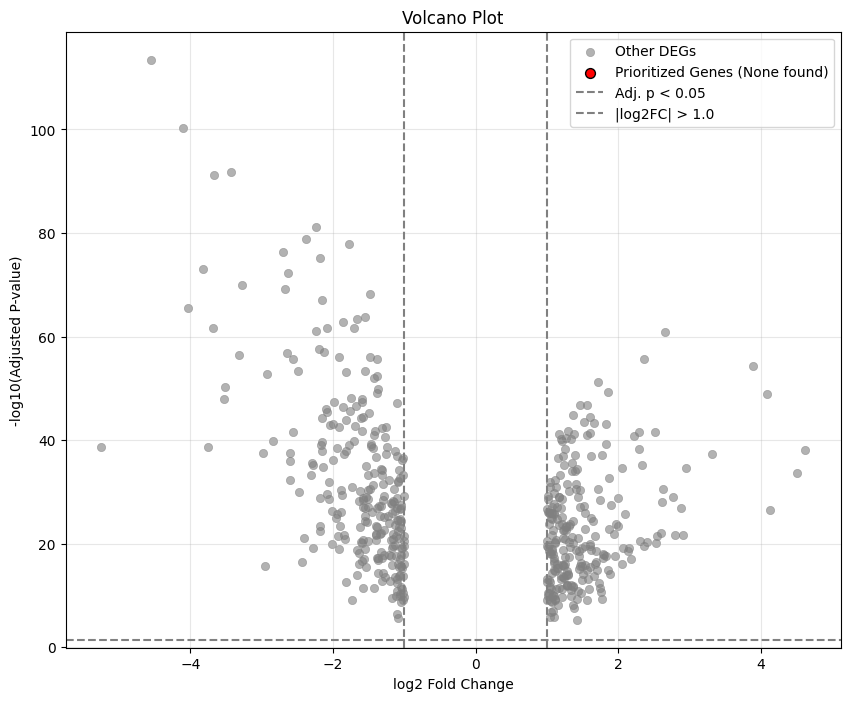 Volcano Plot
Other DEGs
Prioritized Genes (None found)
Adj. p < 0.05
|log2FC| > 1.0
-log10(Adjusted P-value)
100
80
60
40
20
0
−4
−2
0
2
4
log2 Fold Change